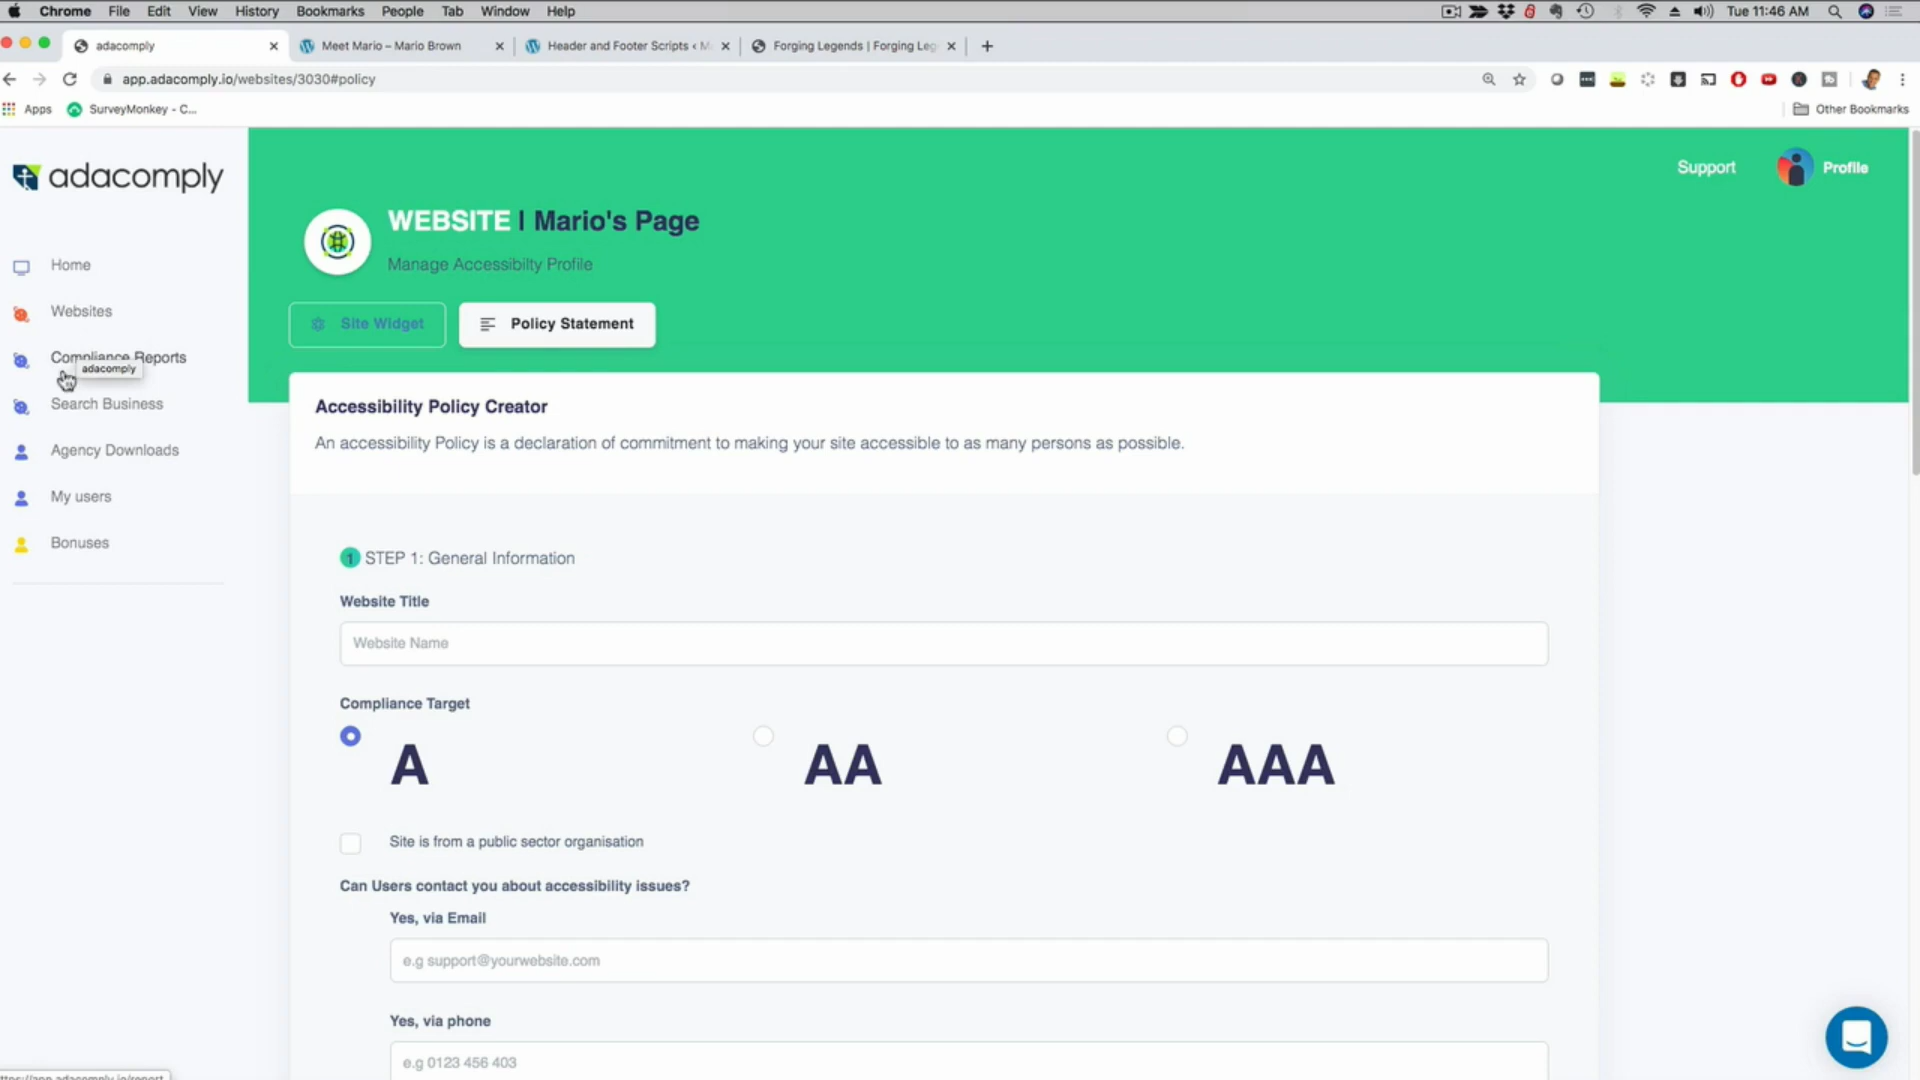 Chrome File Edit View History Bookmarks People Tab Window Help Tue 11:46 AM
adacomply Meet Mario – Mario Brown Header and Footer Scripts ‹ M Forging Legends | Forging Leg
app.adacomply.io/websites/3030#policy
Apps SurveyMonkey - C... Other Bookmarks
adacomply
Support Profile
WEBSITE | Mario's Page
Manage Accessibilty Profile
Home
Websites
Compliance Reports
adacomply
Search Business
Agency Downloads
My users
Bonuses
Site Widget Policy Statement
Accessibility Policy Creator
An accessibility Policy is a declaration of commitment to making your site accessible to as many persons as possible.
1 STEP 1: General Information
Website Title
Website Name
Compliance Target
A AA AAA
Site is from a public sector organisation
Can Users contact you about accessibility issues?
Yes, via Email
e.g support@yourwebsite.com
Yes, via phone
e.g 0123 456 403